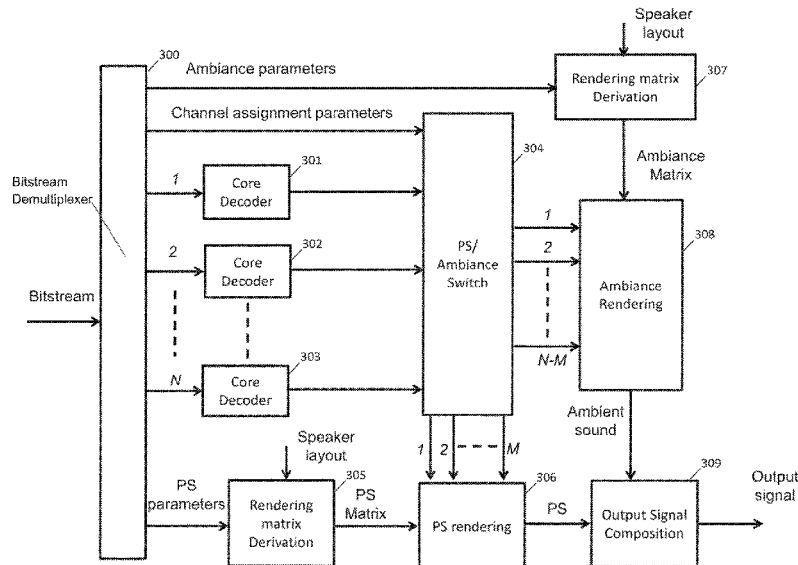 Speaker
layout
300
Ambiance parameters
Rendering matrix
Derivation
307
Channel assignment parameters
304
Ambiance
Matrix
301
1
Core
Decoder
Bitstream
Demultiplexer
302
2
Core
Decoder
PS/
Ambiance
Switch
1
2
308
Ambiance
Rendering
Bitstream
303
N
Core
Decoder
N-M
Ambient
sound
Speaker
layout
1
2
M
305
306
309
Output
signal
PS
parameters
Rendering
matrix
Derivation
PS
Matrix
PS rendering
PS
Output Signal
Composition